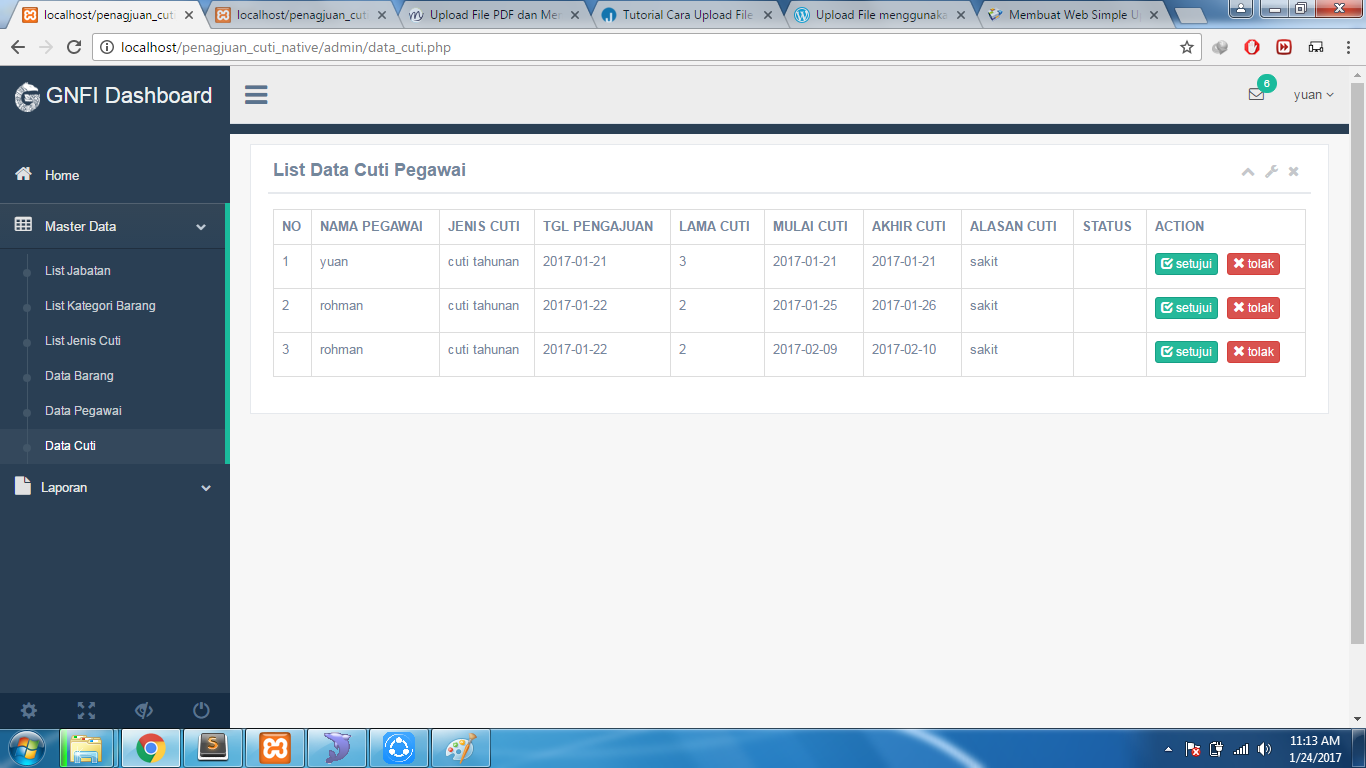 localhost/penagjuan_cuti
localhost/penagjuan_cuti
Upload File PDF dan Me
Tutorial Cara Upload File
Upload File menggunaka
Membuat Web Simple U
localhost/penagjuan_cuti_native/admin/data_cuti.php
GNFI Dashboard
6
yuan
Home
Master Data
List Jabatan
List Kategori Barang
List Jenis Cuti
Data Barang
Data Pegawai
Data Cuti
Laporan
List Data Cuti Pegawai
NO NAMA PEGAWAI JENIS CUTI TGL PENGAJUAN LAMA CUTI MULAI CUTI AKHIR CUTI ALASAN CUTI STATUS ACTION
1 yuan cuti tahunan 2017-01-21 3 2017-01-21 2017-01-21 sakit setujui tolak
2 rohman cuti tahunan 2017-01-22 2 2017-01-25 2017-01-26 sakit setujui tolak
3 rohman cuti tahunan 2017-01-22 2 2017-02-09 2017-02-10 sakit setujui tolak
11:13 AM
1/24/2017